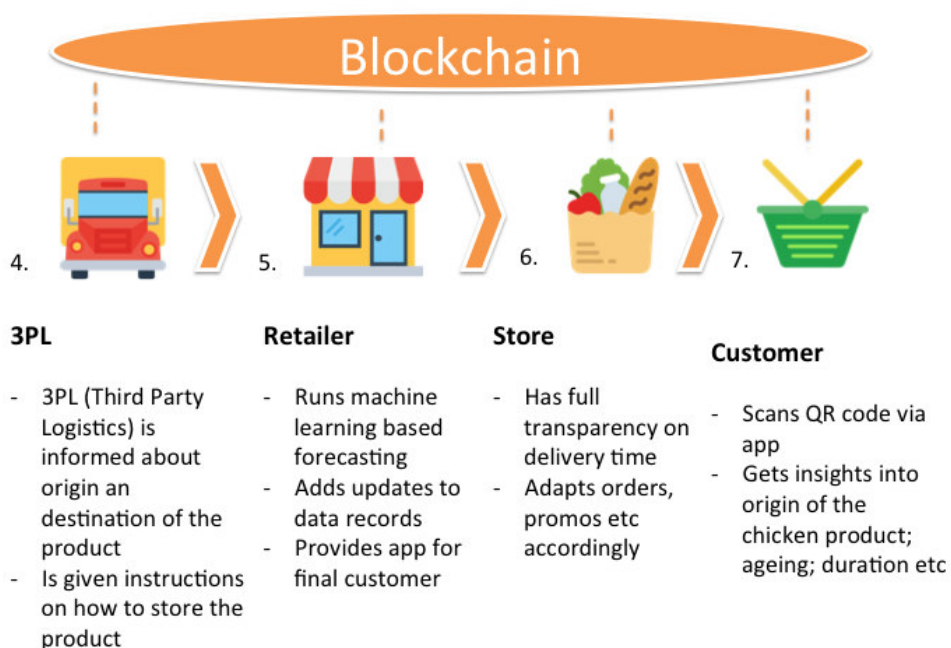 Blockchain
4.
5.
6.
7.
3PL
- 3PL (Third Party
Logistics) is
informed about
origin an
destination of the
product
- Is given instructions
on how to store the
product
Retailer
- Runs machine
learning based
forecasting
- Adds updates to
data records
- Provides app for
final customer
Store
- Has full
transparency on
delivery time
- Adapts orders,
promos etc
accordingly
Customer
- Scans QR code via
app
- Gets insights into
origin of the
chicken product;
ageing; duration etc